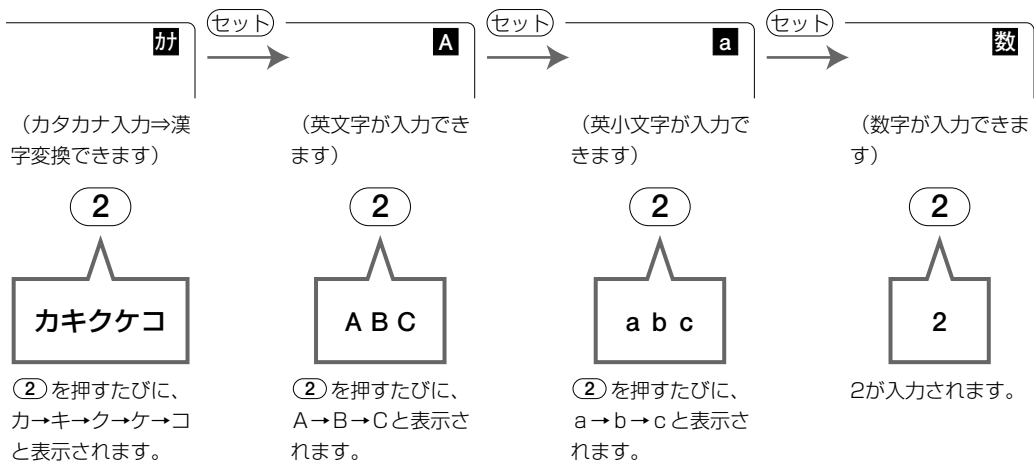 カナ
セット
A
セット
a
セット
数
（カタカナ入力⇒漢
字変換できます）
（英文字が入力でき
ます）
（英小文字が入力で
きます）
（数字が入力できま
す）
2
2
2
2
カキクケコ
A B C
a b c
2
2を押すたびに、
カ→キ→ク→ケ→コ
と表示されます。
2を押すたびに、
A→B→Cと表示さ
れます。
2を押すたびに、
a→b→cと表示さ
れます。
2が入力されます。